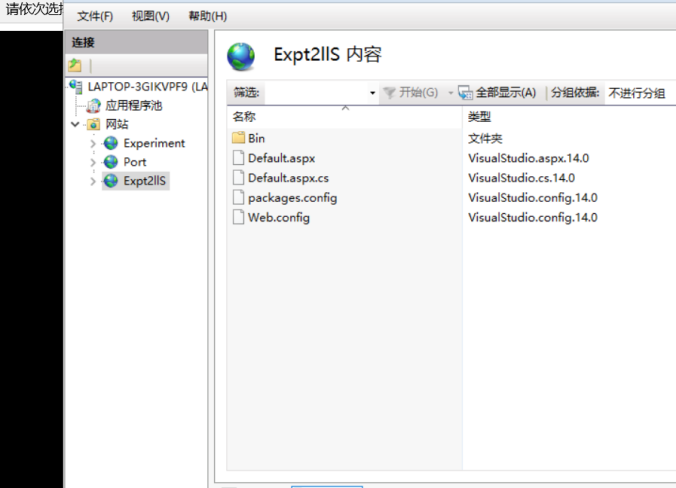 请依次选择
文件(F) 视图(V) 帮助(H)
连接
LAPTOP-3GIKVPF9 (LA
应用程序池
网站
Experiment
Port
Expt2IIS
Expt2IIS 内容
筛选: 开始(G) 全部显示(A) 分组依据: 不进行分组
名称 类型
Bin 文件夹
Default.aspx VisualStudio.aspx.14.0
Default.aspx.cs VisualStudio.cs.14.0
packages.config VisualStudio.config.14.0
Web.config VisualStudio.config.14.0